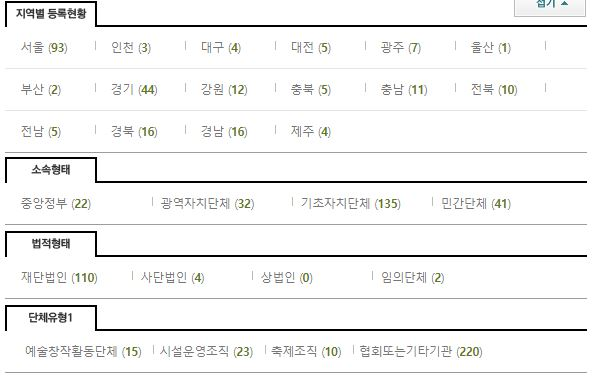 접기
지역별 등록현황
서울 (93) 인천 (3) 대구 (4) 대전 (5) 광주 (7) 울산 (1)
부산 (2) 경기 (44) 강원 (12) 충북 (5) 충남 (11) 전북 (10)
전남 (5) 경북 (16) 경남 (16) 제주 (4)
소속형태
중앙정부 (22) 광역자치단체 (32) 기초자치단체 (135) 민간단체 (41)
법적형태
재단법인 (110) 사단법인 (4) 상법인 (0) 임의단체 (2)
단체유형1
예술창작활동단체 (15) 시설운영조직 (23) 축제조직 (10) 협회또는기타기관 (220)